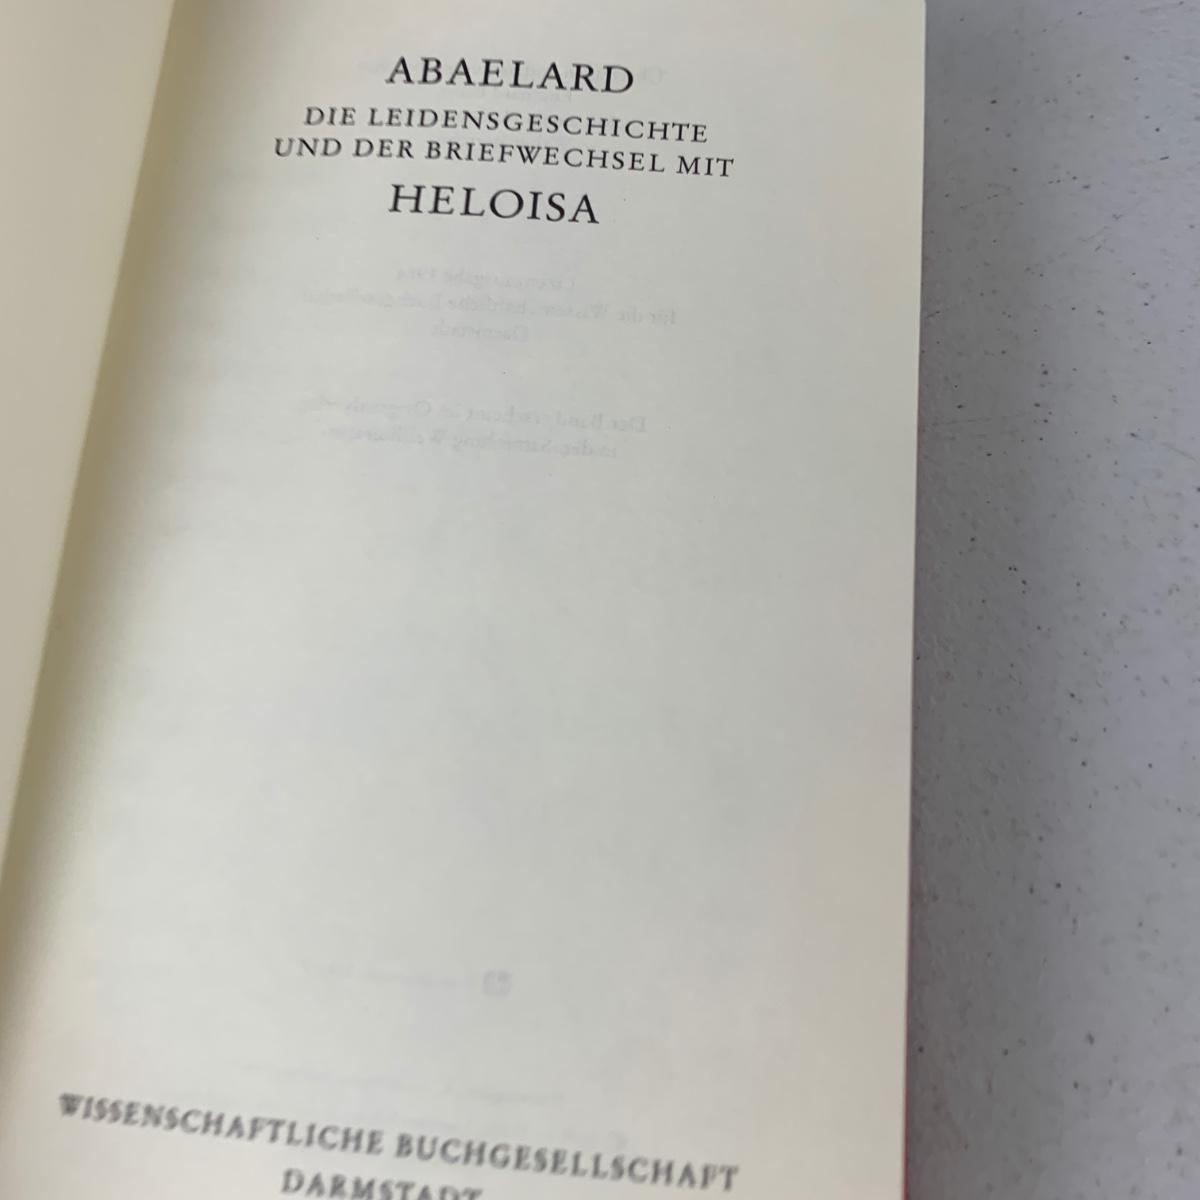 ABAELARD
DIE LEIDENSGESCHICHTE
UND DER BRIEFWECHSEL MIT
HELOISA
WISSENSCHAFTLICHE BUCHGESELLSCHAFT
DARMSTADT